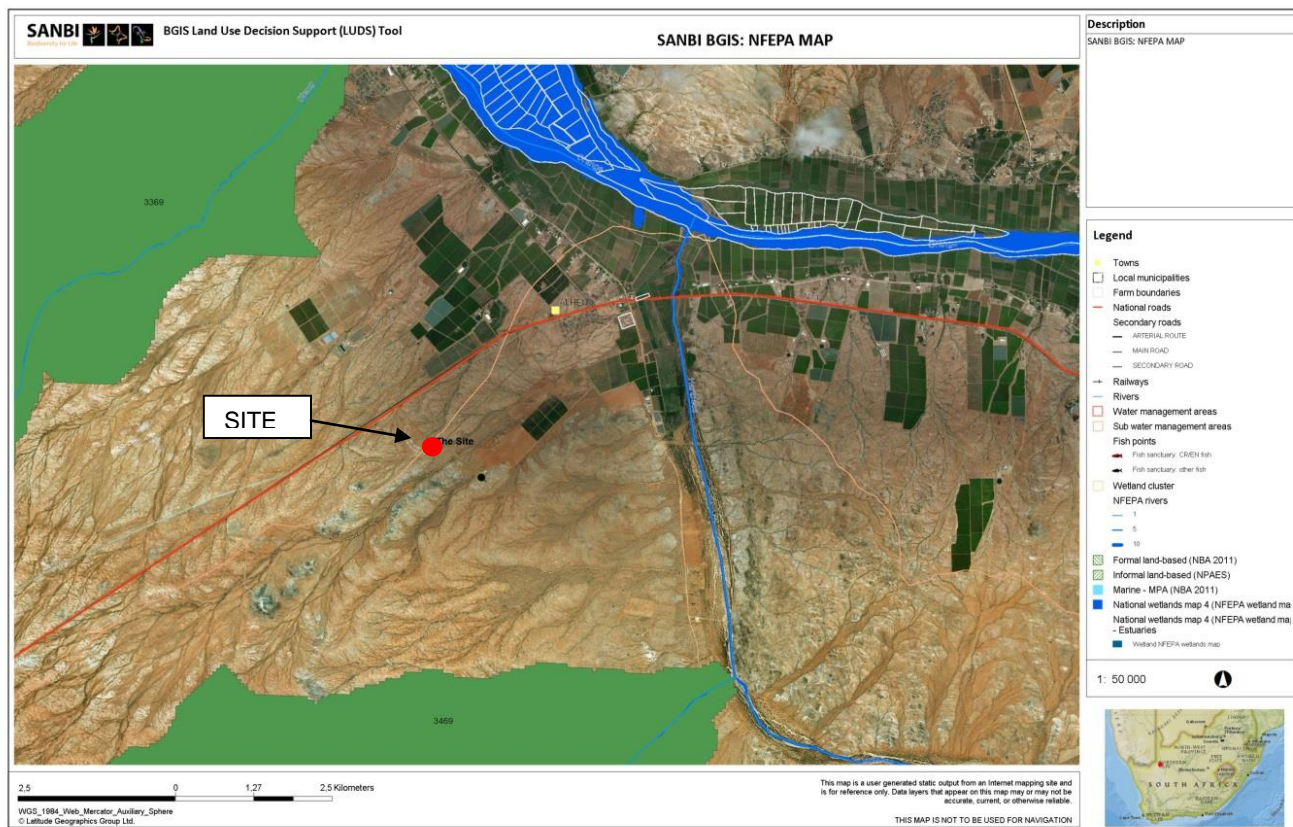 SANBI
Biodiversity for Life
BGIS Land Use Decision Support (LUDS) Tool
SANBI BGIS: NFEPA MAP
Description
SANBI BGIS: NFEPA MAP
3369
SITE
The Site
3469
Legend
Towns
Local municipalities
Farm boundaries
National roads
Secondary roads
ARTERIAL ROUTE
MAIN ROAD
SECONDARY ROAD
Railways
Rivers
Water management areas
Sub water management areas
Fish points
Fish sanctuary: CR/EN fish
Fish sanctuary: other fish
Wetland cluster
NFEPA rivers
1
5
10
Formal land-based (NBA 2011)
Informal land-based (NPAES)
Marine - MPA (NBA 2011)
National wetlands map 4 (NFEPA wetland ma
National wetlands map 4 (NFEPA wetland map
- Estuaries
Wetland NFEPA wetlands map
1: 50 000
SOUTH AFRICA
2,5 0 1,27 2,5 Kilometers
WGS_1984_Web_Mercator_Auxiliary_Sphere
© Latitude Geographics Group Ltd.
This map is a user generated static output from an Internet mapping site and
is for reference only. Data layers that appear on this map may or may not be
accurate, current, or otherwise reliable.
THIS MAP IS NOT TO BE USED FOR NAVIGATION